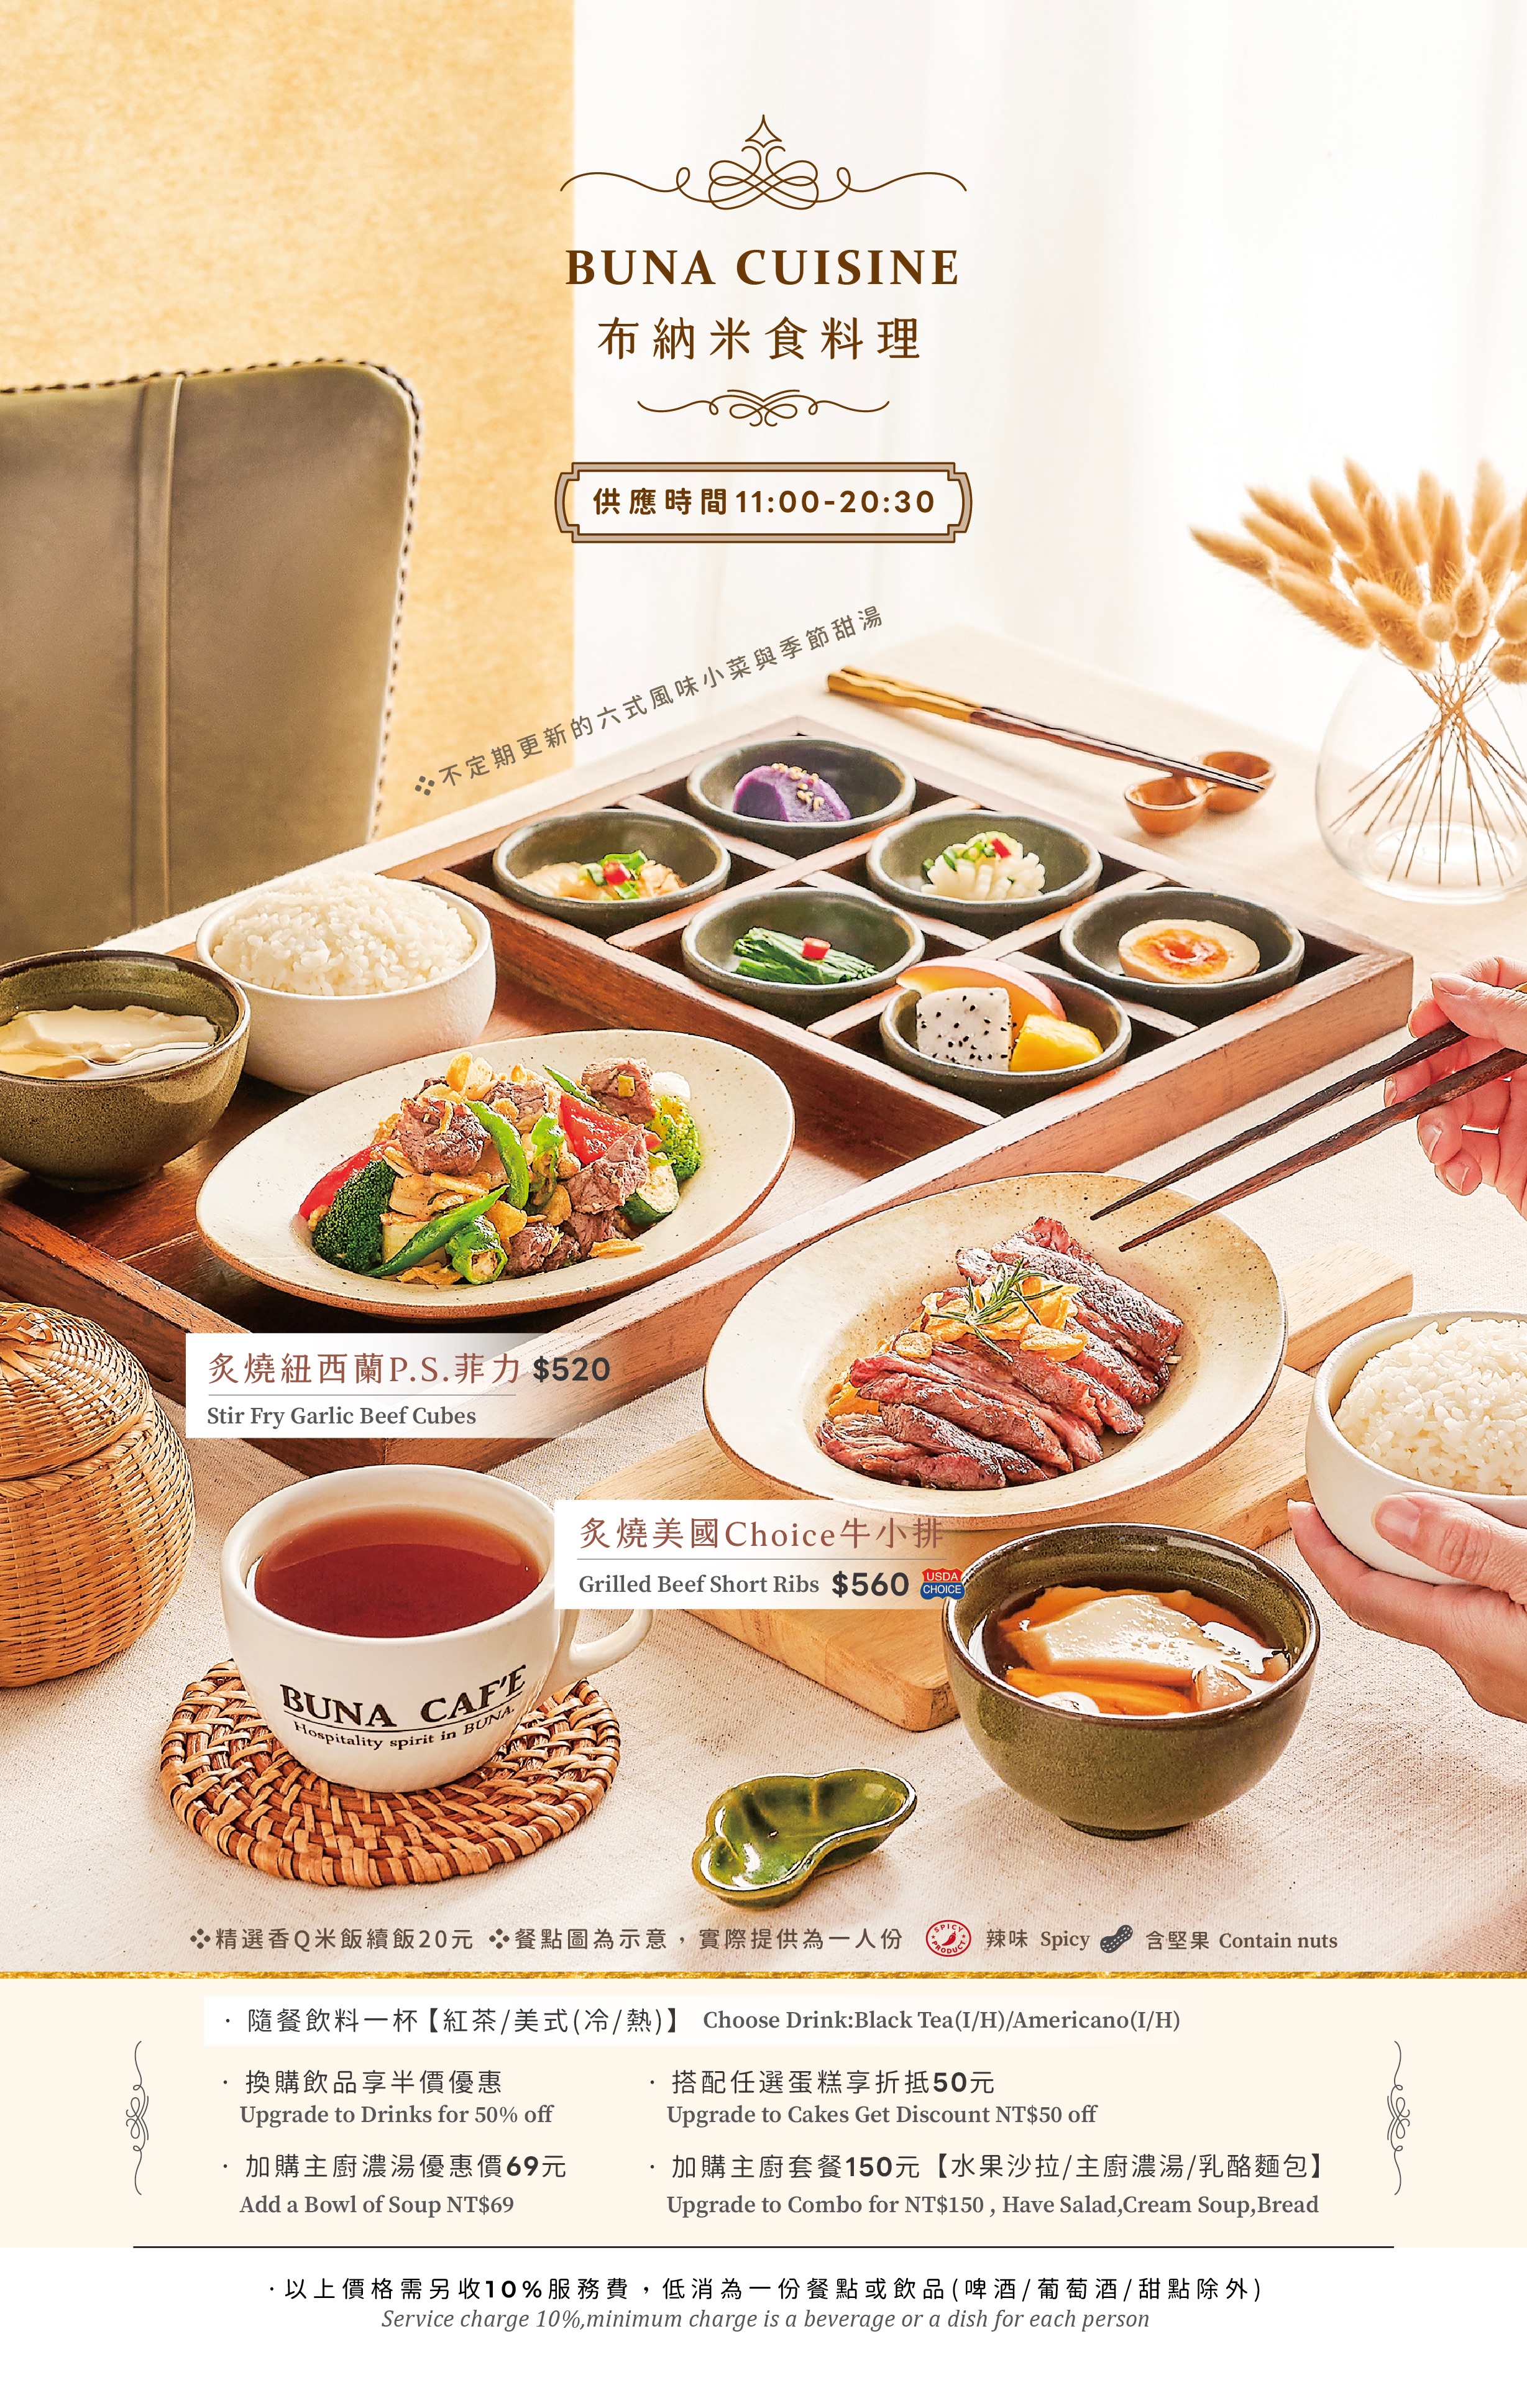 BUNA CUISINE
布納米食料理
供應時間11:00-20:30
❖不定期更新的六式風味小菜與季節甜湯
炙燒紐西蘭P.S.菲力 $520
Stir Fry Garlic Beef Cubes
炙燒美國Choice牛小排
Grilled Beef Short Ribs $560 USDA CHOICE
BUNA CAF'E
Hospitality spirit in BUNA.
❖精選香Q米飯續飯20元 ❖餐點圖為示意，實際提供為一人份 SPICY PRODUCT 辣味 Spicy 含堅果 Contain nuts
· 隨餐飲料一杯【紅茶/美式(冷/熱)】 Choose Drink:Black Tea(I/H)/Americano(I/H)
· 換購飲品享半價優惠
Upgrade to Drinks for 50% off
· 搭配任選蛋糕享折抵50元
Upgrade to Cakes Get Discount NT$50 off
· 加購主廚濃湯優惠價69元
Add a Bowl of Soup NT$69
· 加購主廚套餐150元【水果沙拉/主廚濃湯/乳酪麵包】
Upgrade to Combo for NT$150 , Have Salad,Cream Soup,Bread
· 以上價格需另收10%服務費，低消為一份餐點或飲品(啤酒/葡萄酒/甜點除外)
Service charge 10%,minimum charge is a beverage or a dish for each person